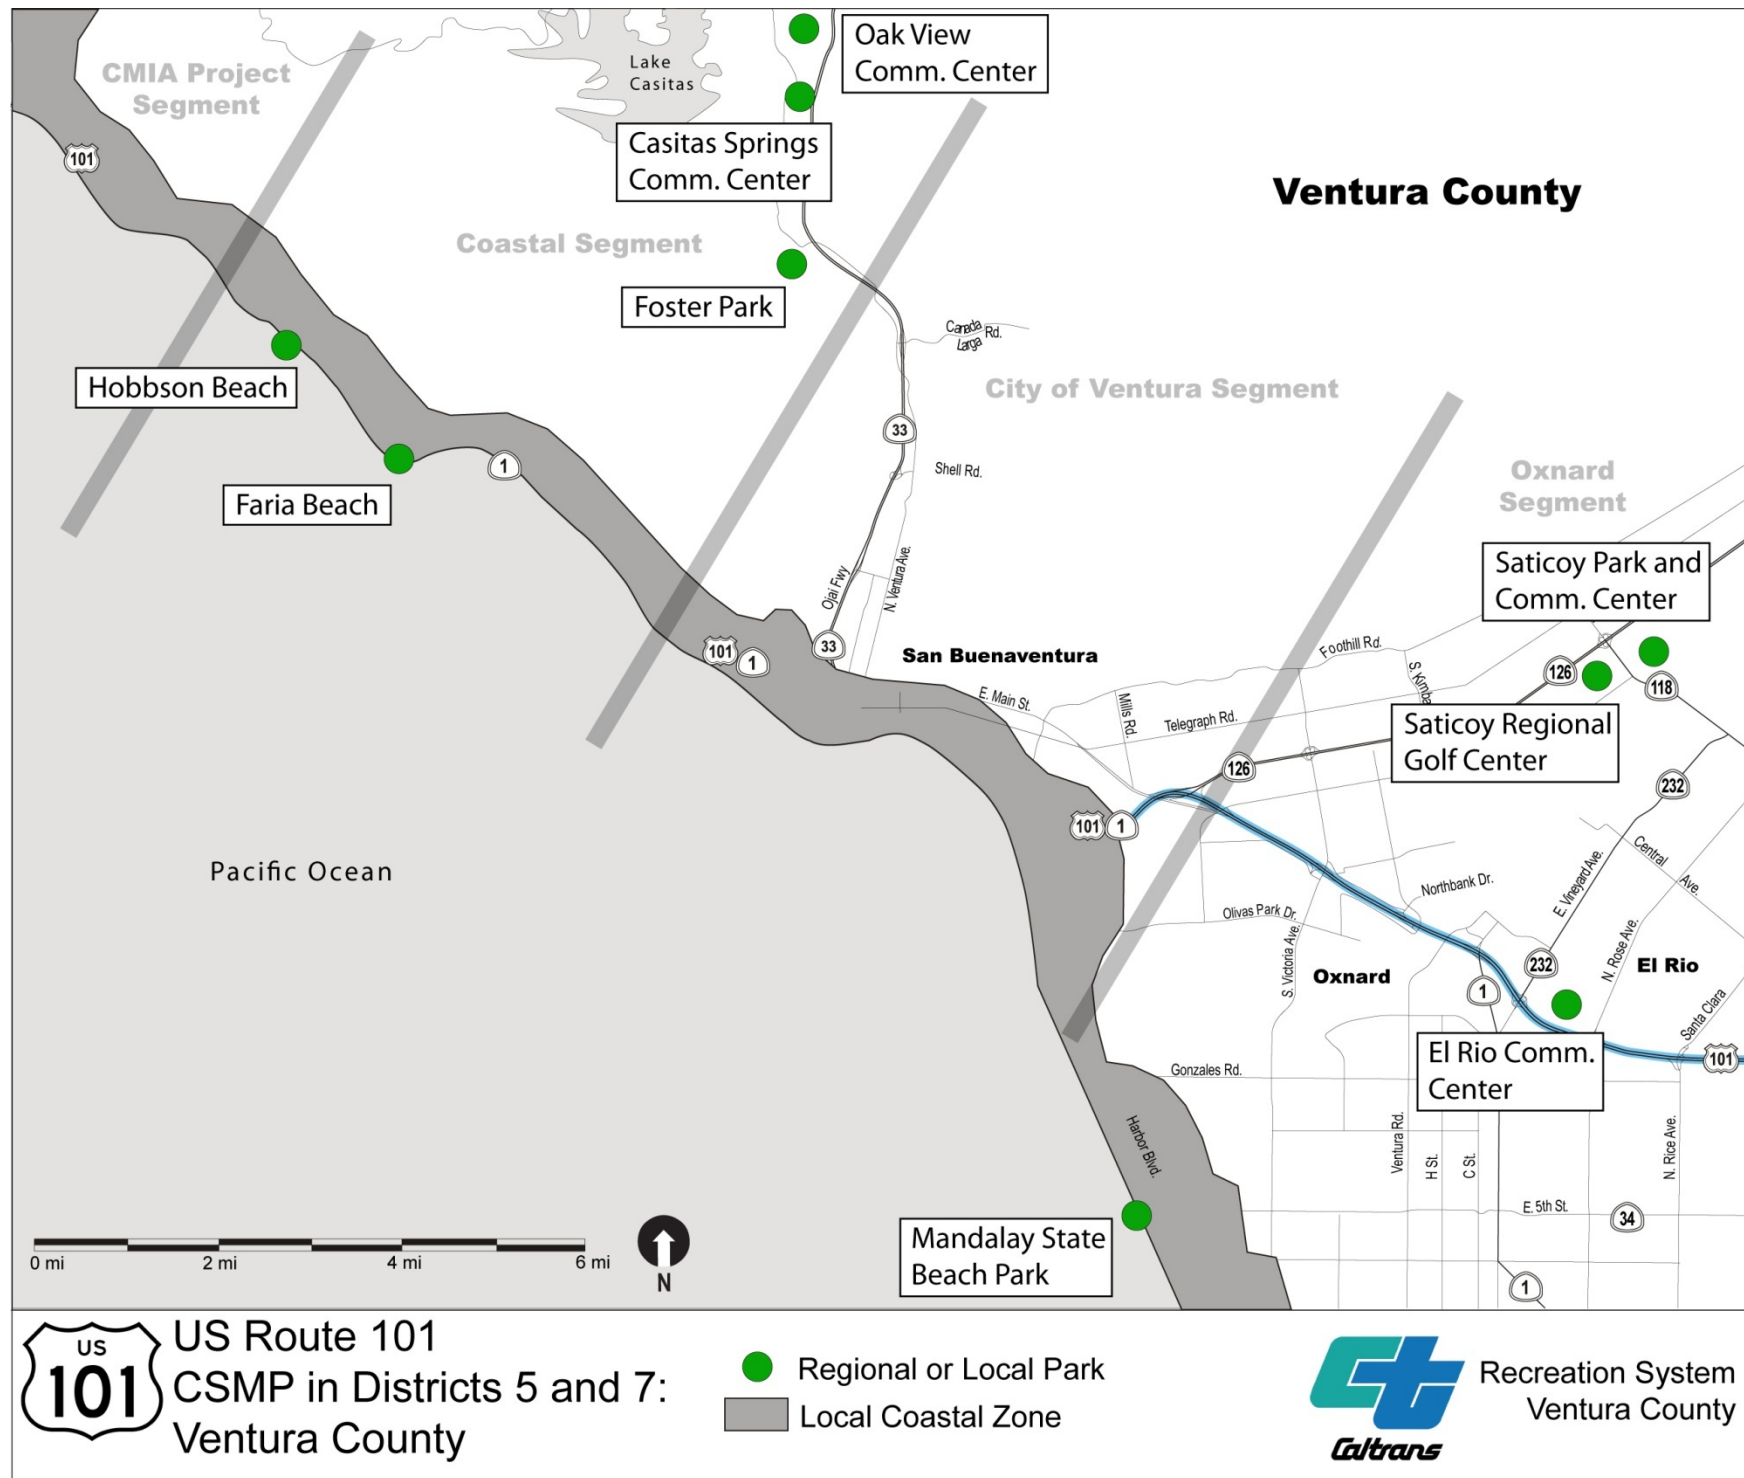 CMIA Project
Segment
Lake
Casitas
Oak View
Comm. Center
Casitas Springs
Comm. Center
Ventura County
101
Coastal Segment
Foster Park
Canada
Larga
Rd.
Hobbson Beach
City of Ventura Segment
33
1
Shell Rd.
Faria Beach
Oxnard
Segment
Saticoy Park and
Comm. Center
Ojai Fwy
N. Ventura Ave.
33
101
1
San Buenaventura
Foothill Rd.
S. Kimba
126
118
E. Main St.
Mills Rd.
Telegraph Rd.
Saticoy Regional
Golf Center
126
232
101
1
Pacific Ocean
Central
Ave.
Northbank Dr.
E. Vineyard Ave.
Olivas Park Dr.
S. Victoria Ave.
N. Rose Ave.
Oxnard
232
El Rio
1
Santa Clara
El Rio Comm.
Center
101
Gonzales Rd.
Harbor Blvd.
Ventura Rd.
H St.
C St.
N. Rice Ave.
E. 5th St.
34
Mandalay State
Beach Park
1
0 mi
2 mi
4 mi
6 mi
N
US
101
US Route 101
CSMP in Districts 5 and 7:
Ventura County
Regional or Local Park
Local Coastal Zone
Caltrans
Recreation System
Ventura County